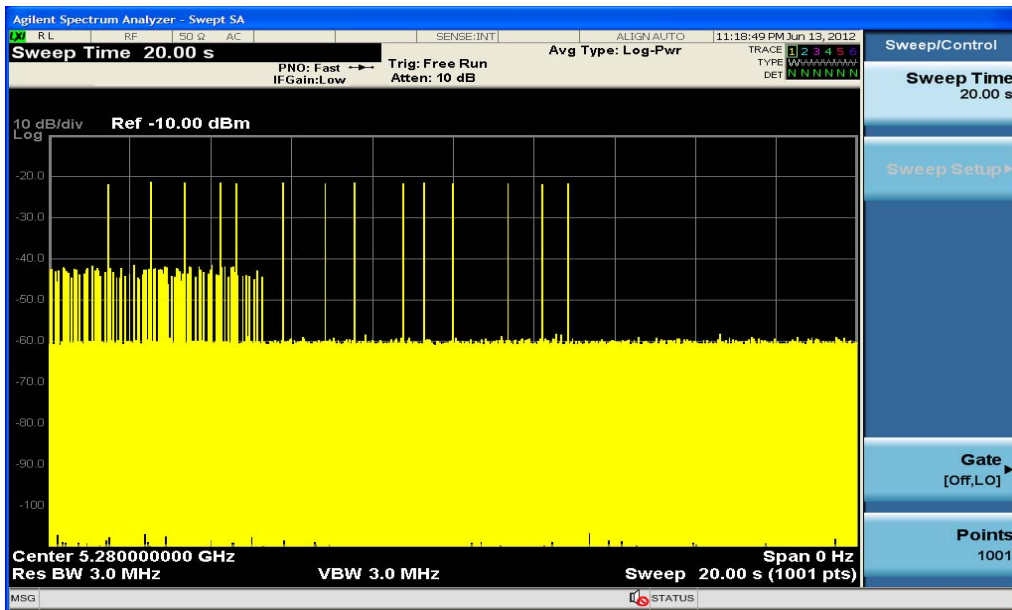 Agilent Spectrum Analyzer - Swept SA
LXI RL RF 50 Ω AC SENSE:INT ALIGN AUTO 11:18:49 PM Jun 13, 2012
Sweep Time 20.00 s
PNO: Fast
IFGain:Low
Trig: Free Run
Atten: 10 dB
Avg Type: Log-Pwr
TRACE 1 2 3 4 5 6
TYPE
DET N N N N N N
10 dB/div Ref -10.00 dBm
Log
-20.0
-30.0
-40.0
-50.0
-60.0
-70.0
-80.0
-90.0
-100
Center 5.280000000 GHz Span 0 Hz
Res BW 3.0 MHz VBW 3.0 MHz Sweep 20.00 s (1001 pts)
MSG STATUS
Sweep/Control
Sweep Time
20.00 s
Sweep Setup
Gate
[Off,LO]
Points
1001